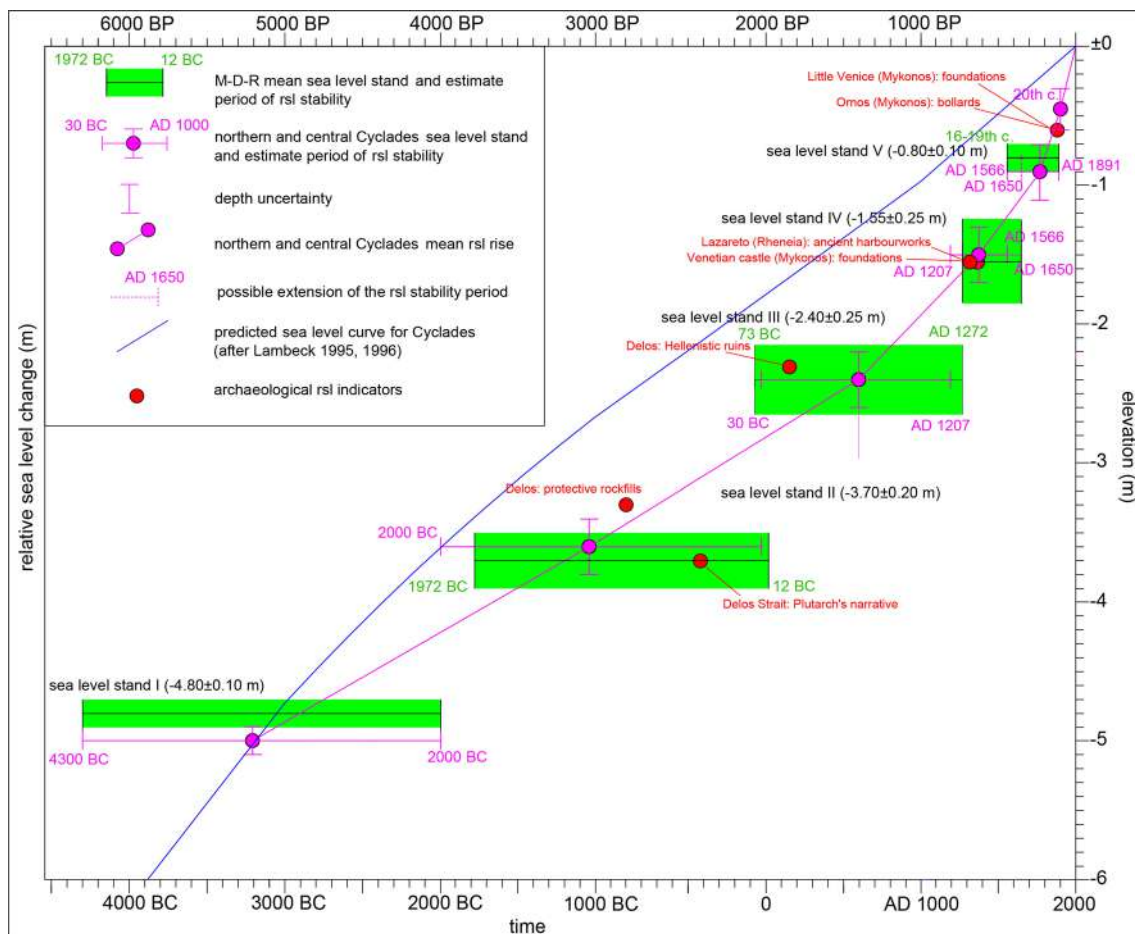 6000 BP
5000 BP
3000 BP
2000 BP
1000 BP
1972 BC
12 BC
M-D-R mean sea level stand and estimate
period of rsl stability
30 BC
AD 1000
northern and central Cyclades sea level stand
and estimate period of rsl stability
depth uncertainty
northern and central Cyclades mean rsl rise
AD 1650
possible extension of the rsl stability period
predicted sea level curve for Cyclades
(after Lambeck 1995, 1996)
archaeological rsl indicators
±0
Little Venice (Mykonos): foundations
20th c.
Ornos (Mykonos): bollards
16-19th c.
sea level stand V (-0.80±0.10 m)
AD 1566
AD 1891
AD 1650
-1
sea level stand IV (-1.55±0.25 m)
AD 1566
Lazareto (Rheneia): ancient harbourworks
Venetian castle (Mykonos): foundations
AD 1207
AD 1650
-2
sea level stand III (-2.40±0.25 m)
73 BC
AD 1272
Delos: Hellenistic ruins
30 BC
AD 1207
-3
sea level stand II (-3.70±0.20 m)
Delos: protective rockfills
2000 BC
1972 BC
12 BC
Delos Strait: Plutarch's narrative
-4
sea level stand I (-4.80±0.10 m)
4300 BC
2000 BC
-5
-6
relative sea level change (m)
elevation (m)
4000 BC
3000 BC
2000 BC
1000 BC
0
AD 1000
2000
time